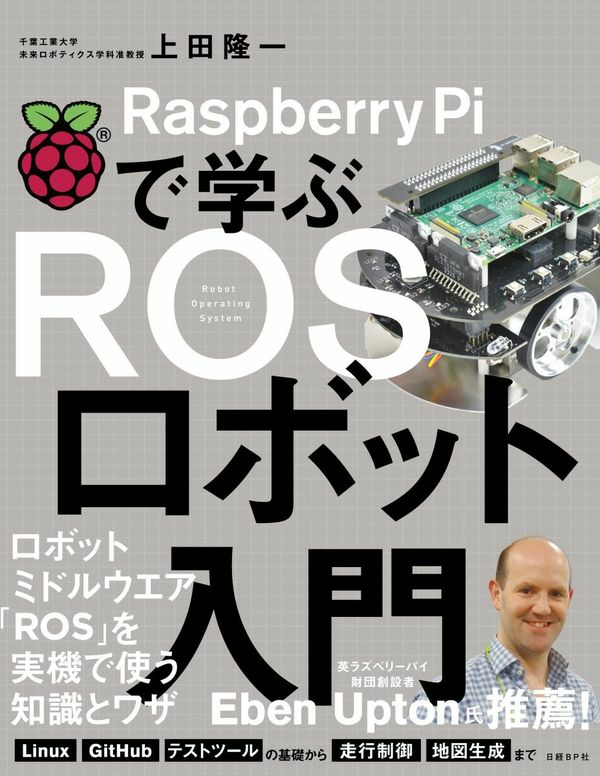 千葉工業大学
未来ロボティクス学科准教授 上田隆一
Raspberry Pi
®
で学ぶ
ROS
Robot
Operating
System
ロボット
入門
ロボット
ミドルウエア
「ROS」を
実機で使う
知識とワザ
英ラズベリーパイ
財団創設者
Eben Upton氏 推薦!
Linux GitHub テストツール の基礎から 走行制御 地図生成 まで 日経BP社